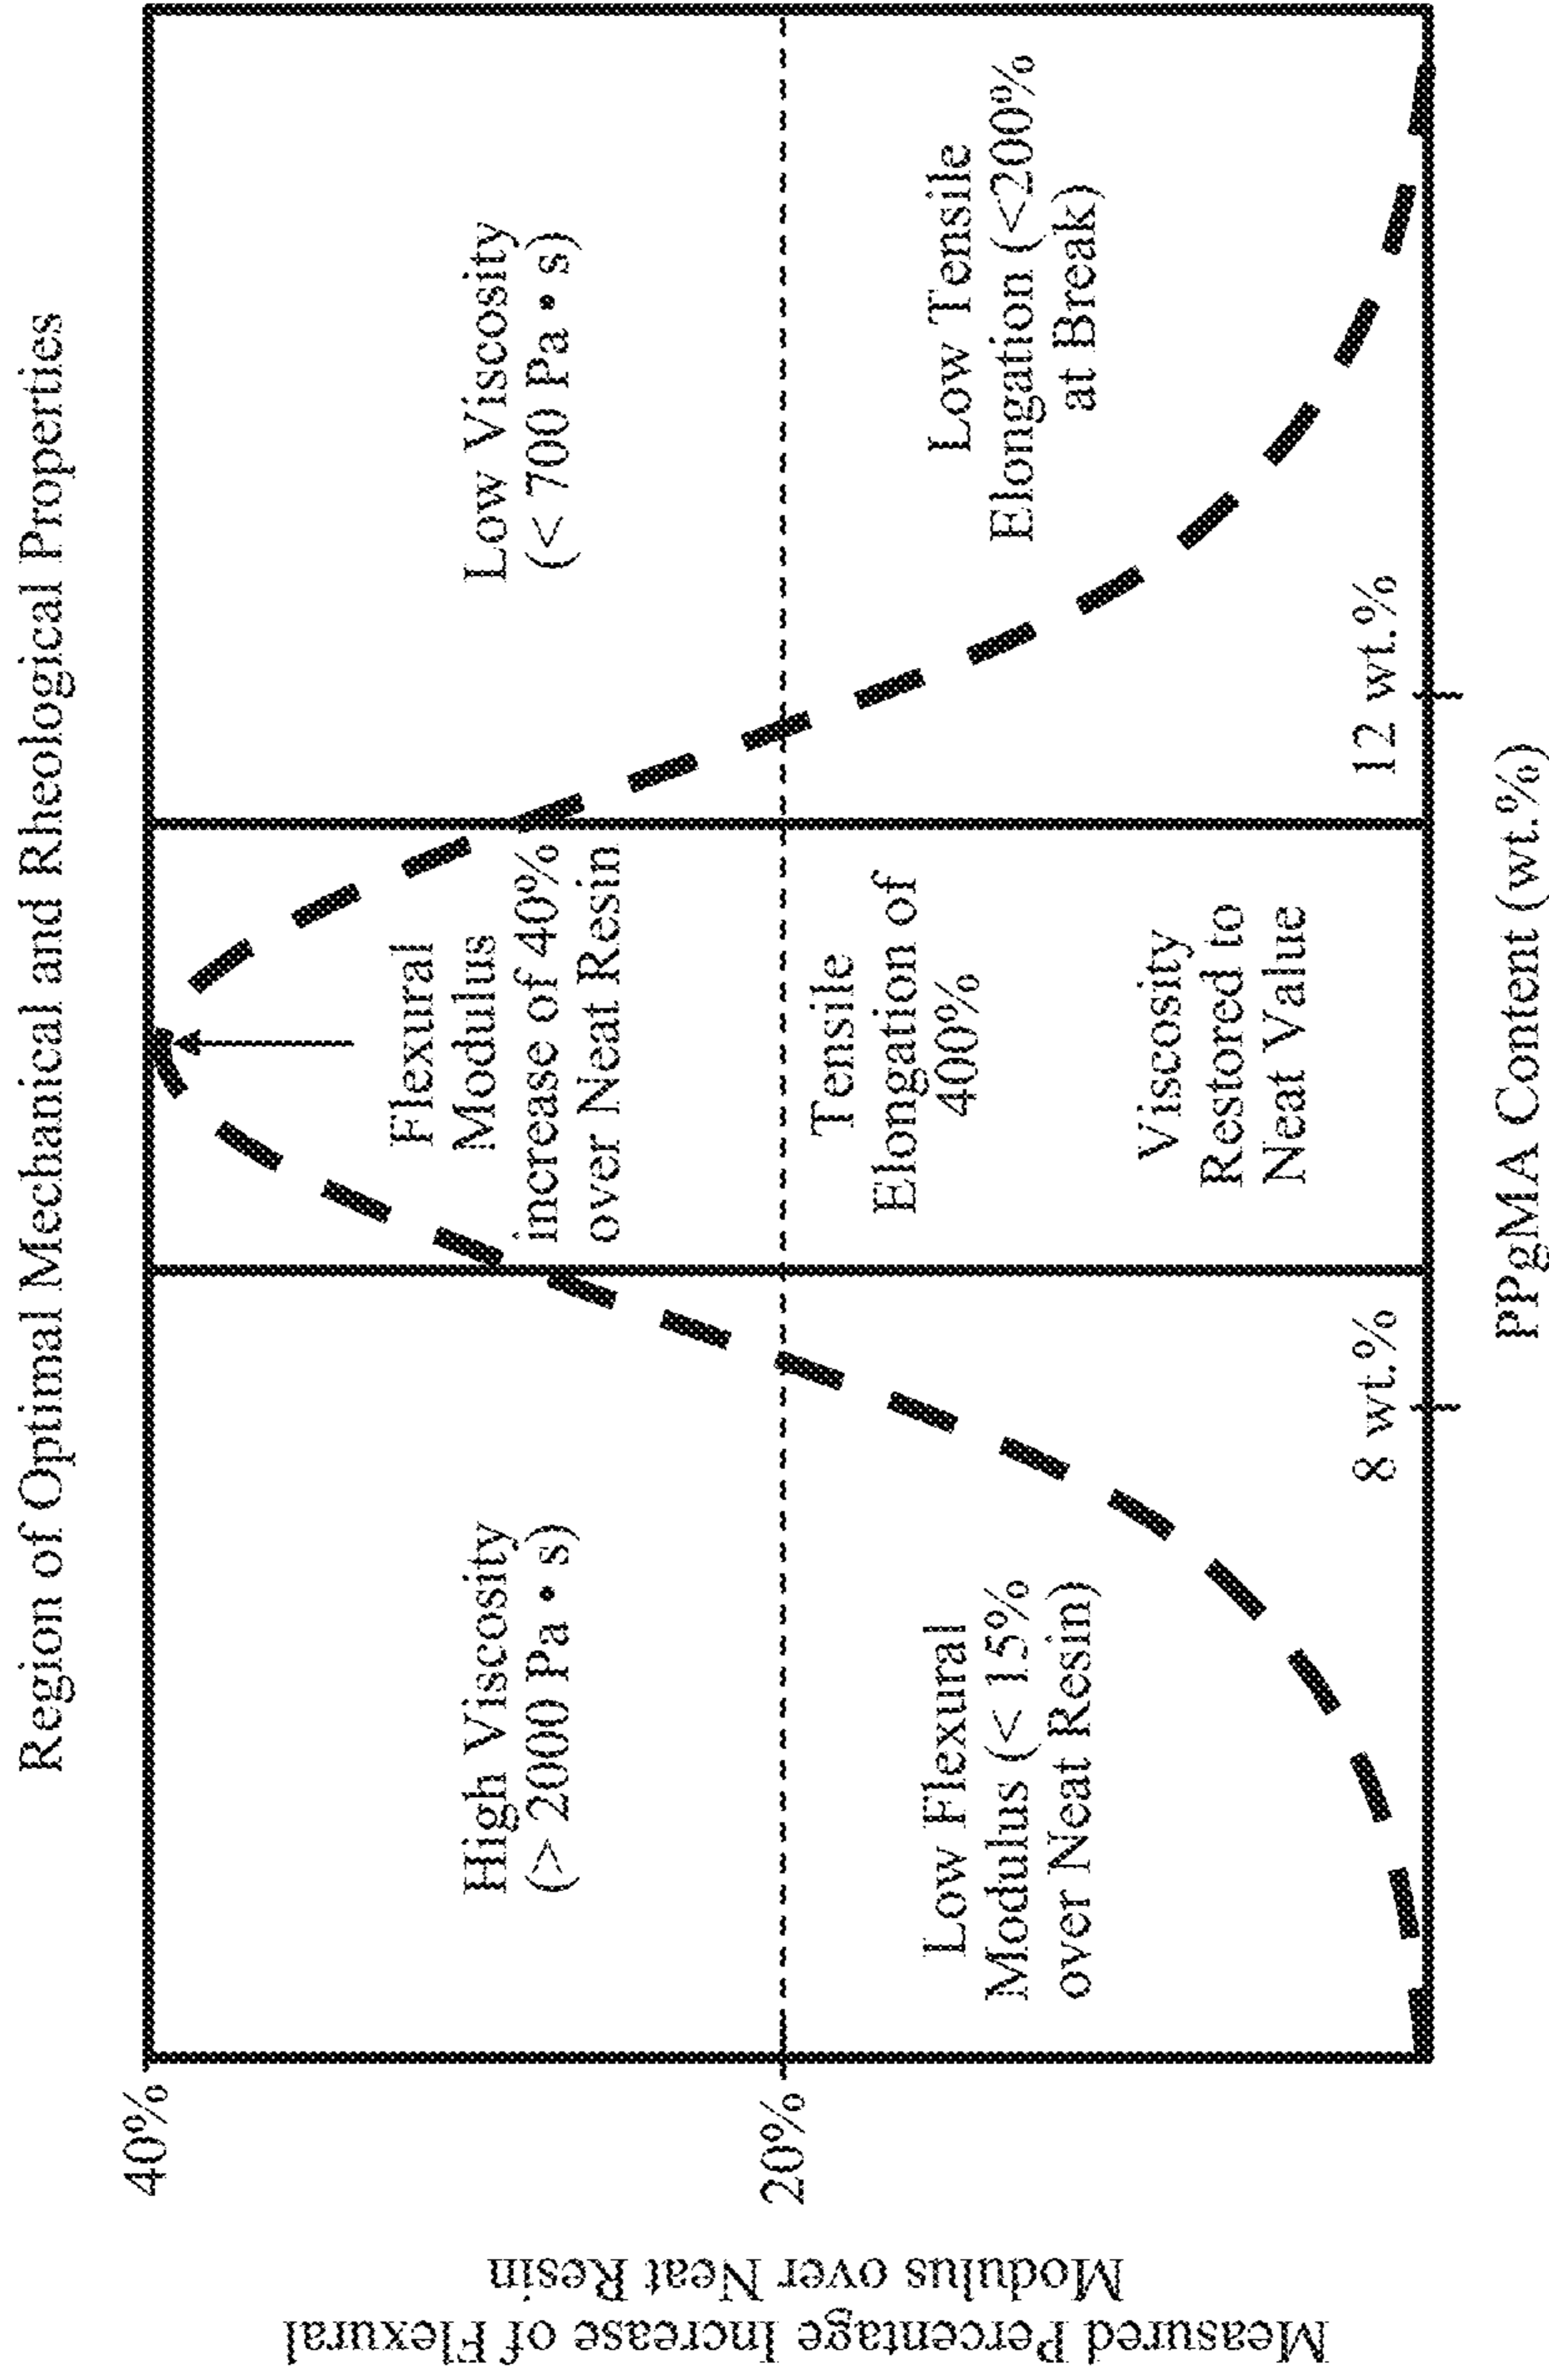 Region of Optimal Mechanical and Rheological Properties
Measured Percentage Increase of Flexural
Modulus over Neat Resin
40%
20%
High Viscosity
(> 2000 Pa • s)
Low Flexural
Modulus (< 15%
over Neat Resin)
8 wt.%
Flexural
Modulus
increase of 40%
over Neat Resin
Tensile
Elongation of
400%
Viscosity
Restored to
Neat Value
Low Viscosity
(< 700 Pa • s)
Low Tensile
Elongation (<200%
at Break)
12 wt.%
PPgMA Content (wt.%)